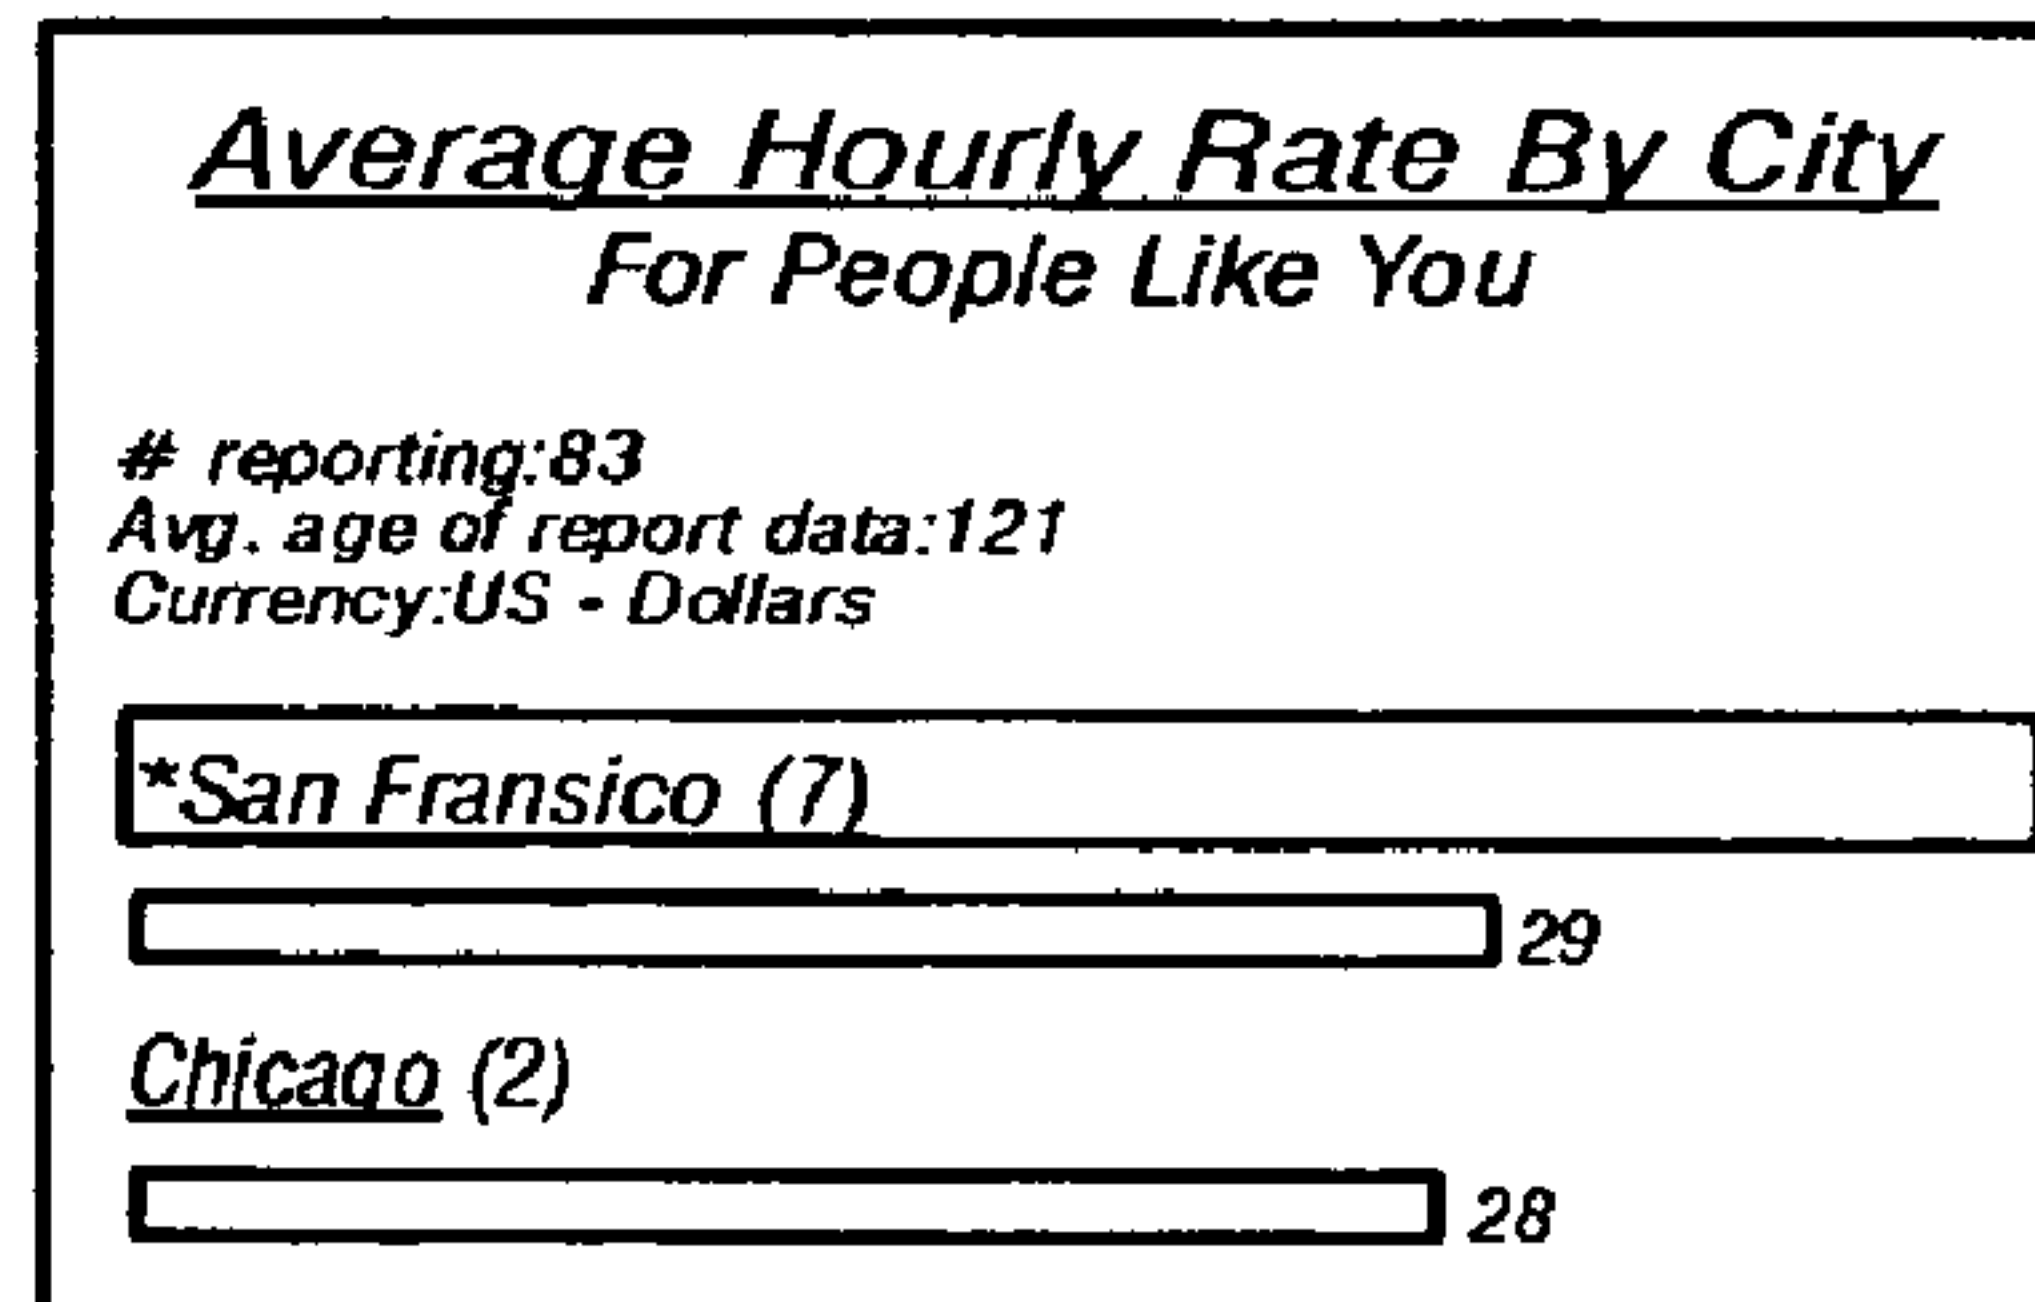 Average Hourly Rate By City
For People Like You
# reporting:83
Avg. age of report data:121
Currency:US - Dollars
*San Fransico (7)
29
Chicago (2)
28